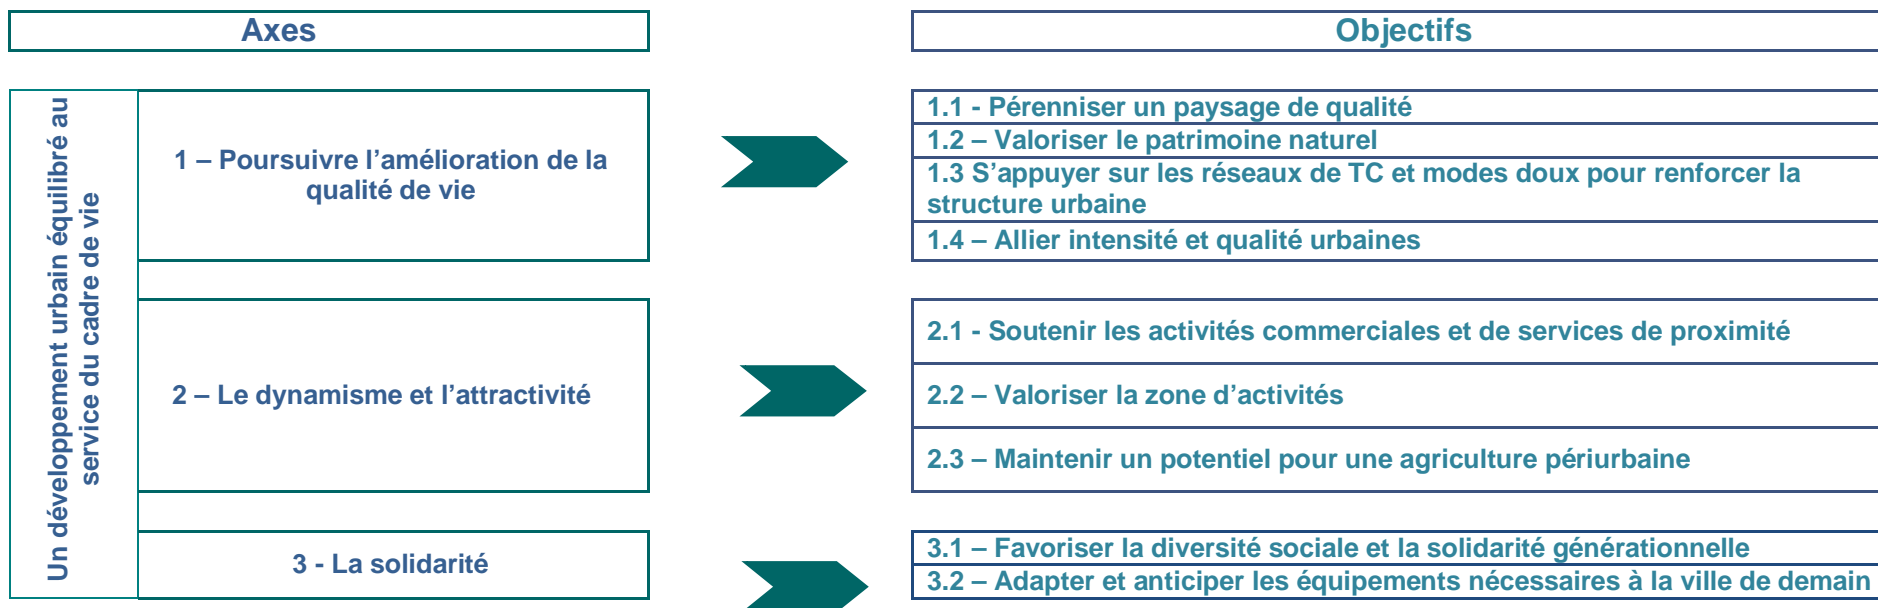 Axes
Objectifs
Un développement urbain équilibré au
service du cadre de vie
1 – Poursuivre l’amélioration de la
qualité de vie
1.1 - Pérenniser un paysage de qualité
1.2 – Valoriser le patrimoine naturel
1.3 S’appuyer sur les réseaux de TC et modes doux pour renforcer la
structure urbaine
1.4 – Allier intensité et qualité urbaines
2 – Le dynamisme et l’attractivité
2.1 - Soutenir les activités commerciales et de services de proximité
2.2 – Valoriser la zone d’activités
2.3 – Maintenir un potentiel pour une agriculture périurbaine
3 - La solidarité
3.1 – Favoriser la diversité sociale et la solidarité générationnelle
3.2 – Adapter et anticiper les équipements nécessaires à la ville de demain